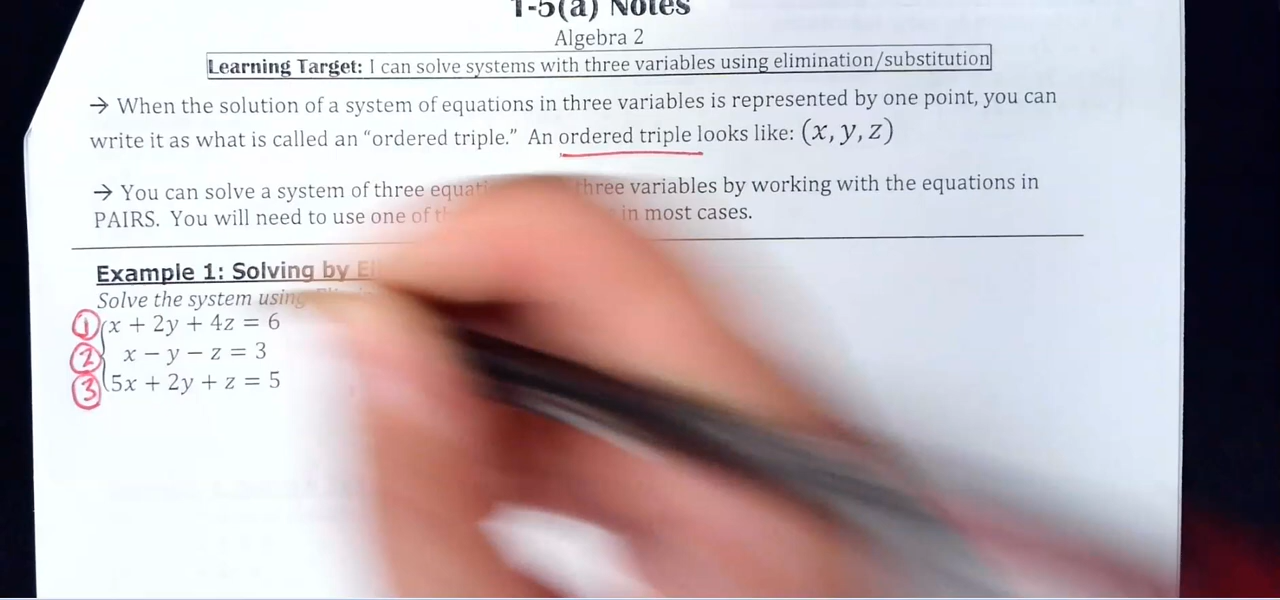 1-5(a) Notes
Algebra 2
Learning Target: I can solve systems with three variables using elimination/substitution
→ When the solution of a system of equations in three variables is represented by one point, you can
write it as what is called an “ordered triple.” An ordered triple looks like: (x, y, z)
→ You can solve a system of three three variables by working with the equations in
PAIRS. You will need to use one of in most cases.
Example 1: Solving by
Solve the system using
1 x + 2y + 4z = 6
2 x − y − z = 3
3 5x + 2y + z = 5